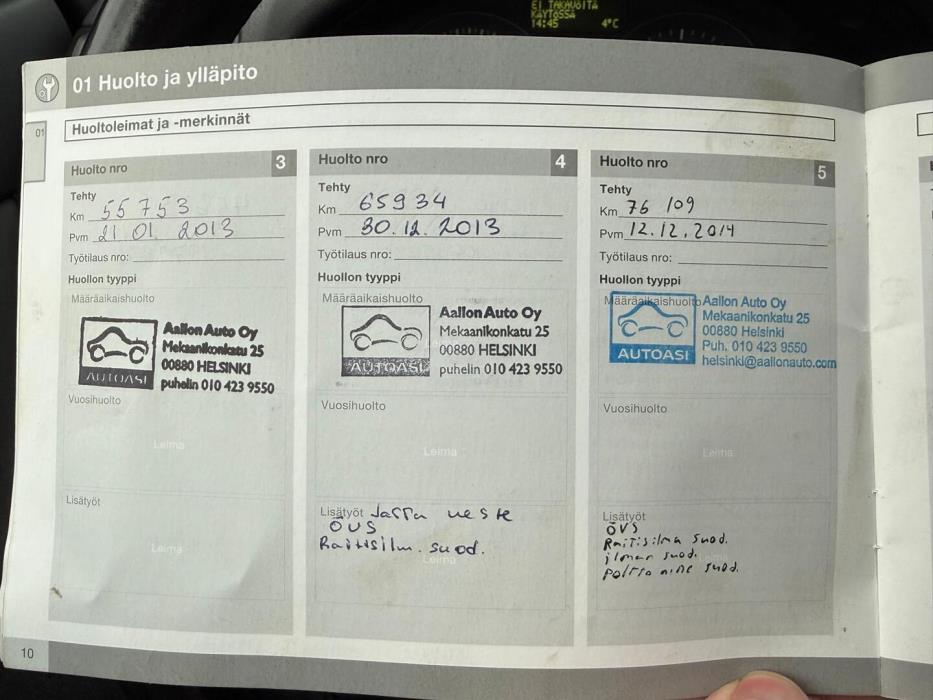 EI TAKAVOITA
KÄYTÖSSÄ
14:45 4°C
01 Huolto ja ylläpito
01
Huoltoleimat ja -merkinnät
Huolto nro 3
Tehty
Km 55 753
Pvm 21 01. 2013
Työtilaus nro:
Huollon tyyppi
Määräaikaishuolto
AUTOASI
Aallon Auto Oy
Mekaanikonkatu 25
00880 HELSINKI
puhelin 010 423 9550
Vuosihuolto
Leima
Lisätyöt
Leima
Huolto nro 4
Tehty
Km 65934
Pvm 30.12.2013
Työtilaus nro:
Huollon tyyppi
Määräaikaishuolto
AUTOASI
Aallon Auto Oy
Mekaanikonkatu 25
00880 HELSINKI
puhelin 010 423 9550
Vuosihuolto
Leima
Lisätyöt Jarru neste
ÖVS
Raitisilm. suod.
Leima
Huolto nro 5
Tehty
Km 76 109
Pvm 12.12.2014
Työtilaus nro:
Huollon tyyppi
Määräaikaishuolto
AUTOASI
Aallon Auto Oy
Mekaanikonkatu 25
00880 Helsinki
Puh. 010 423 9550
helsinki@aallonauto.com
Vuosihuolto
Leima
Lisätyöt
ÖVS
Raitisilma suod.
ilman suod.
Poltto aine suod.
10